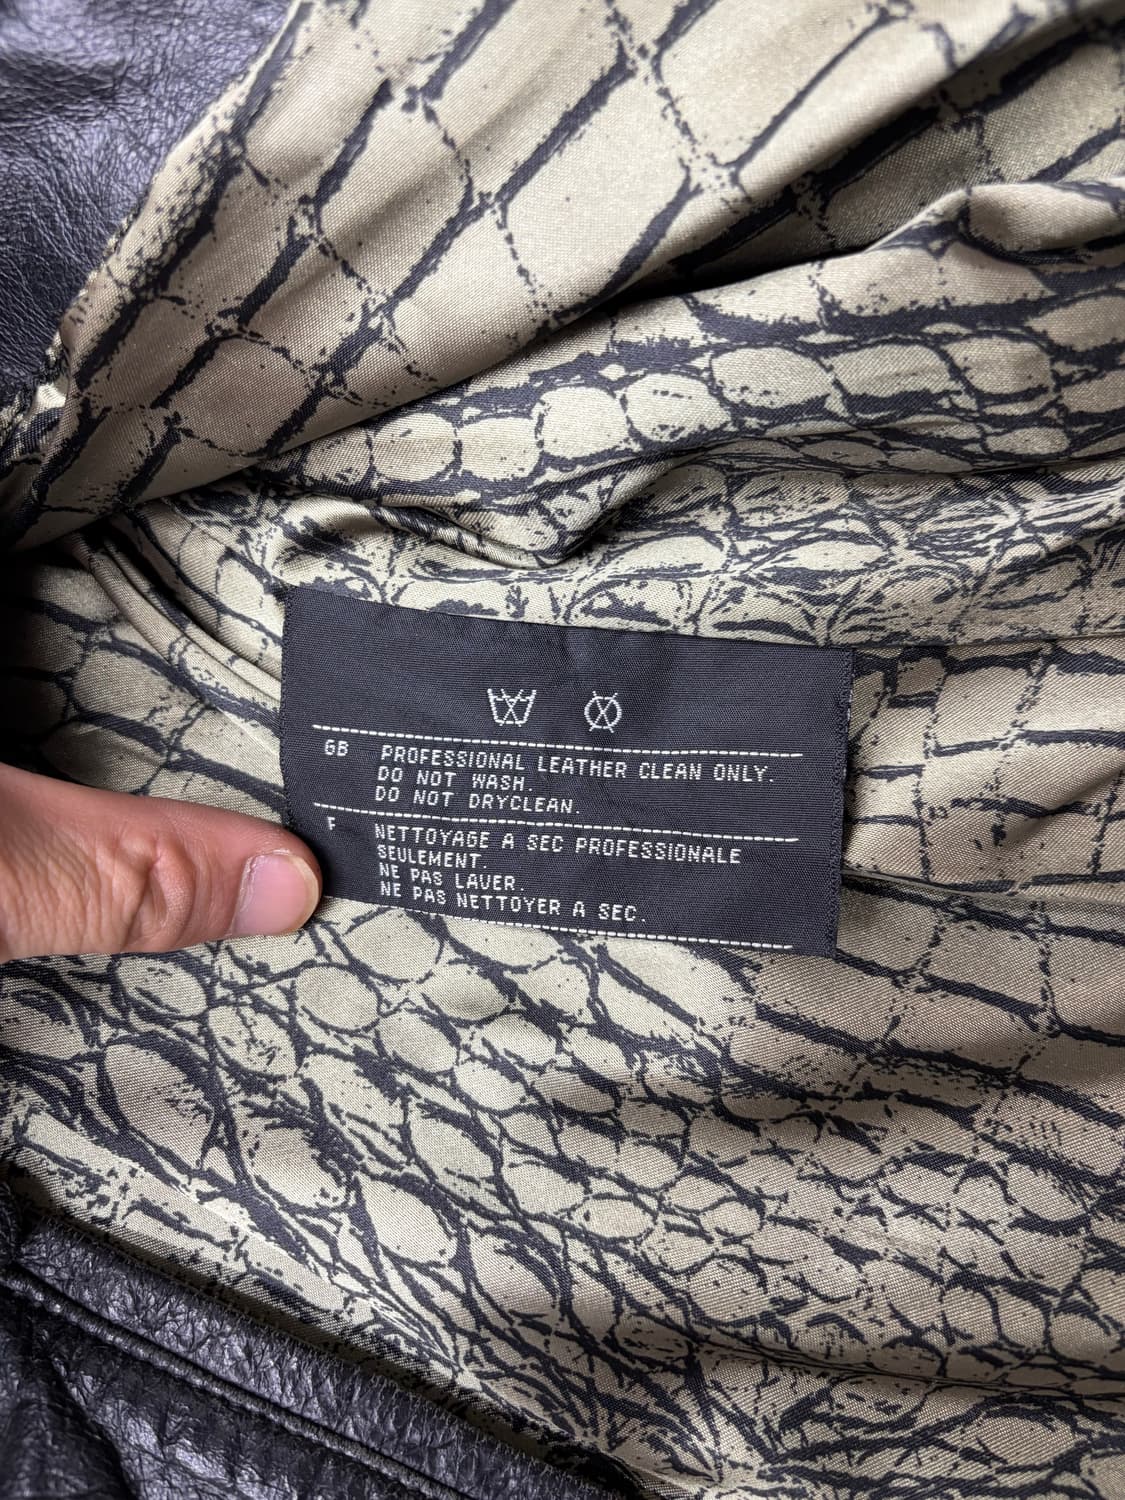 GB PROFESSIONAL LEATHER CLEAN ONLY.
DO NOT WASH.
DO NOT DRYCLEAN.
F NETTOYAGE A SEC PROFESSIONALE
SEULEMENT.
NE PAS LAVER.
NE PAS NETTOYER A SEC.